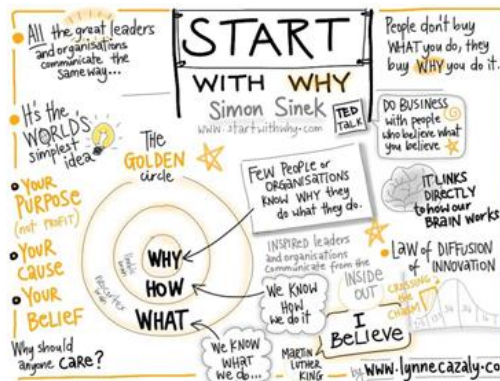 All the great leaders
and organisations
communicate the
same way...
It's the
WORLD'S
simplest
idea
YOUR
PURPOSE
(not PROFIT)
YOUR
CAUSE
YOUR
BELIEF
Why should
anyone CARE?
START
WITH WHY
Simon Sinek
TED
TALK
www.startwithwhy.com
THE
GOLDEN
circle
WHY
HOW
WHAT
FEW PEOPLE or
ORGANISATIONS
KNOW WHY they
do what they do.
INSPIRED leaders
and organisations
communicate from the
INSIDE
OUT
We KNOW
HOW
we do it
We KNOW
WHAT
we do...
MARTIN
LUTHER
KING
I
BELIEVE
People don't buy
WHAT you do, they
buy WHY you do it.
DO BUSINESS
with people
who believe what
you believe
IT LINKS
DIRECTLY
to how our
BRAIN works
LAW of DIFFUSION
of INNOVATION
CROSSING
the
CHASM
by www.lynnecazaly.co